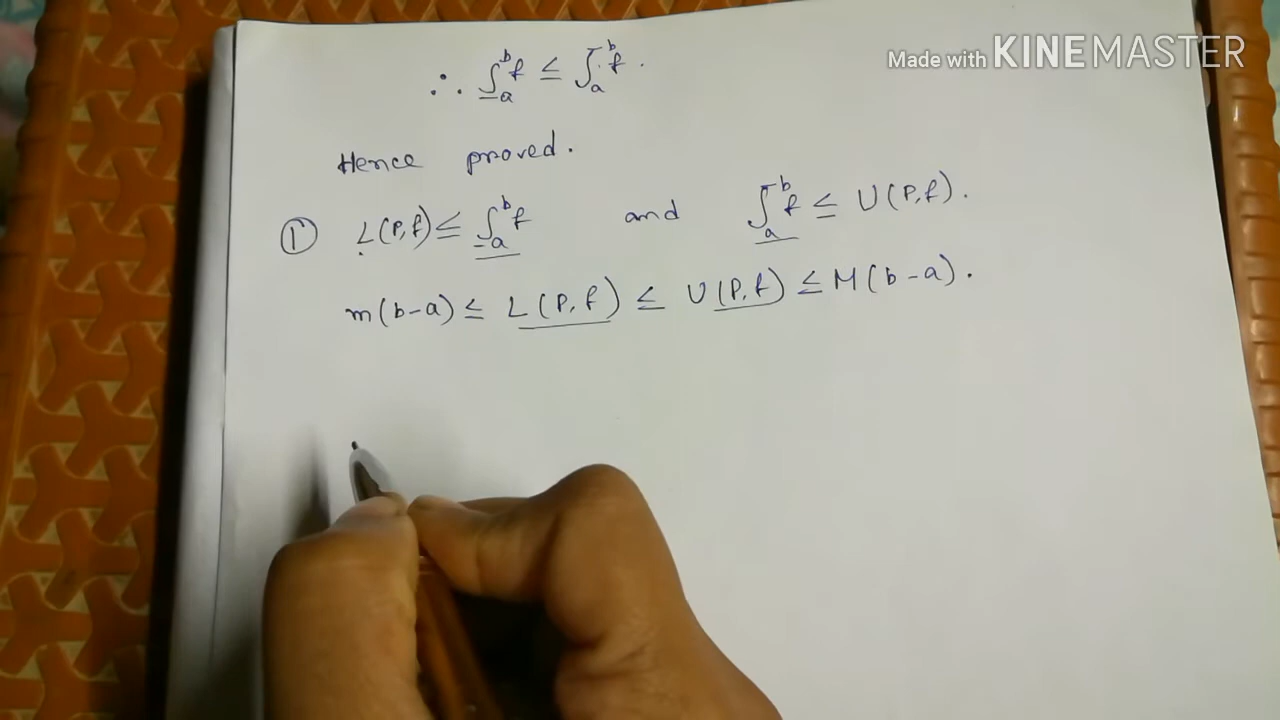 Made with KINEMASTER
∴ ∫̲ₐᵇ f ≤ ∫̅ₐᵇ f .
Hence proved.
① L(P,f) ≤ ∫̲ₐᵇ f and ∫̅ₐᵇ f ≤ U(P,f).
m(b-a) ≤ L(P,f) ≤ U(P,f) ≤ M(b-a).